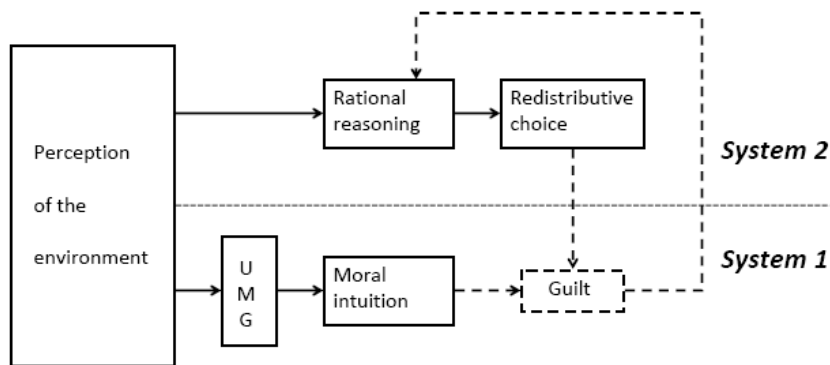 Perception
of the
environment
Rational
reasoning
Redistributive
choice
System 2
U
M
G
Moral
intuition
Guilt
System 1